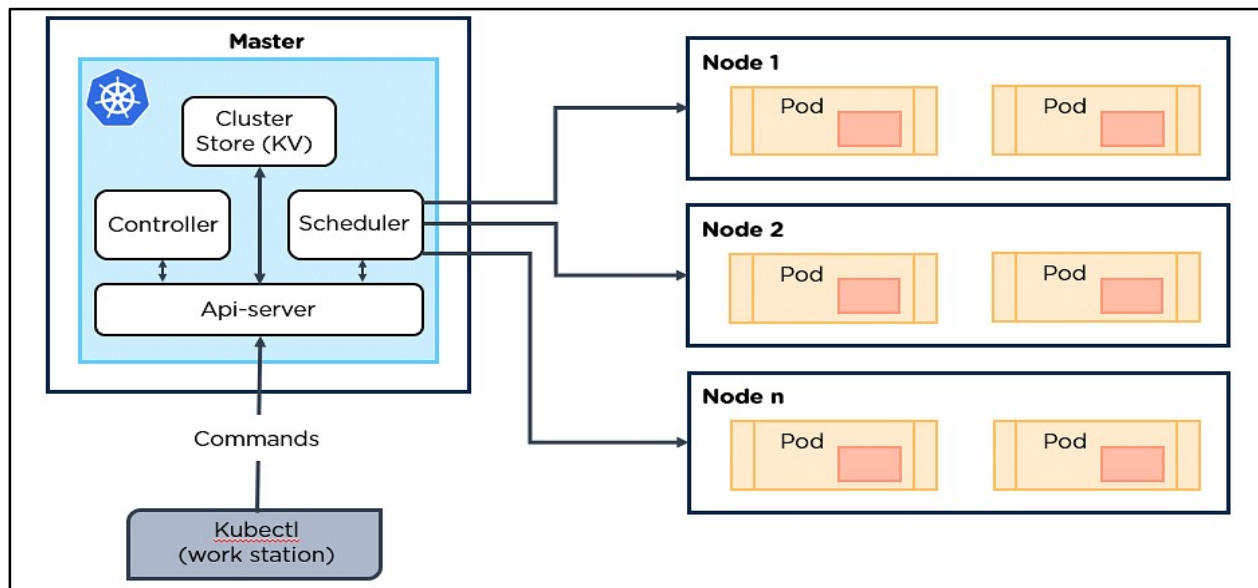 Master
Cluster
Store (KV)
Controller
Scheduler
Api-server
Commands
Kubectl
(work station)
Node 1
Pod
Pod
Node 2
Pod
Pod
Node n
Pod
Pod